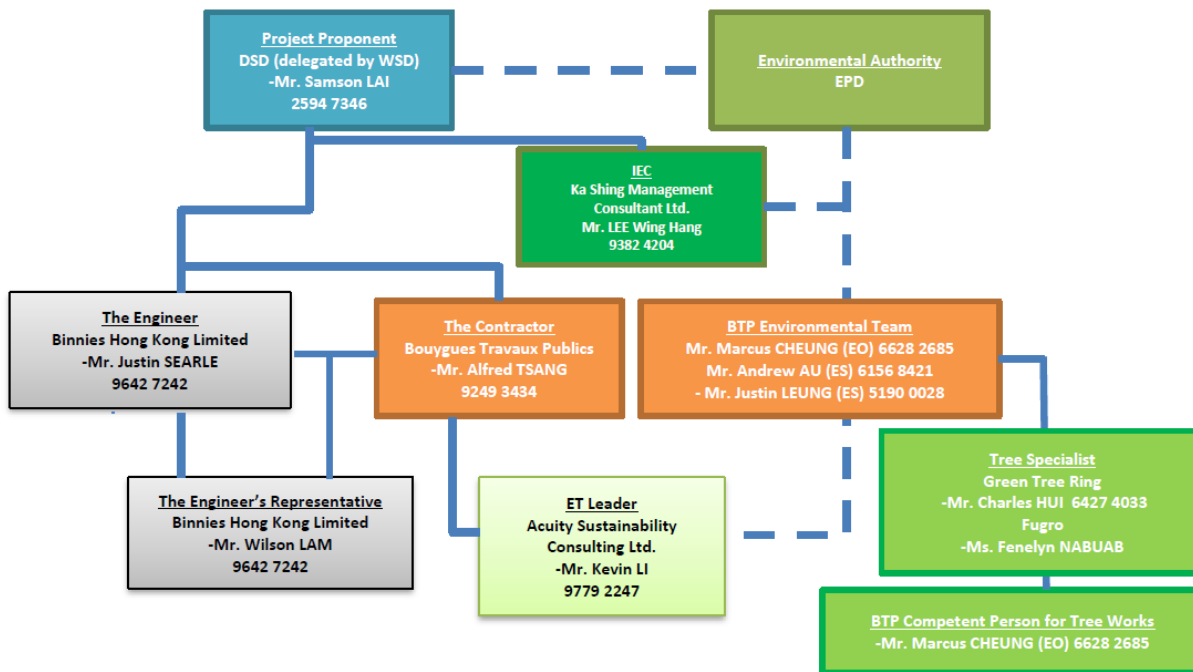 Project Proponent
DSD (delegated by WSD)
-Mr. Samson LAI
2594 7346
Environmental Authority
EPD
IEC
Ka Shing Management
Consultant Ltd.
Mr. LEE Wing Hang
9382 4204
The Engineer
Binnies Hong Kong Limited
-Mr. Justin SEARLE
9642 7242
The Contractor
Bouygues Travaux Publics
-Mr. Alfred TSANG
9249 3434
BTP Environmental Team
Mr. Marcus CHEUNG (EO) 6628 2685
Mr. Andrew AU (ES) 6156 8421
- Mr. Justin LEUNG (ES) 5190 0028
The Engineer's Representative
Binnies Hong Kong Limited
-Mr. Wilson LAM
9642 7242
ET Leader
Acuity Sustainability
Consulting Ltd.
-Mr. Kevin LI
9779 2247
Tree Specialist
Green Tree Ring
-Mr. Charles HUI 6427 4033
Fugro
-Ms. Fenelyn NABUAB
BTP Competent Person for Tree Works
-Mr. Marcus CHEUNG (EO) 6628 2685